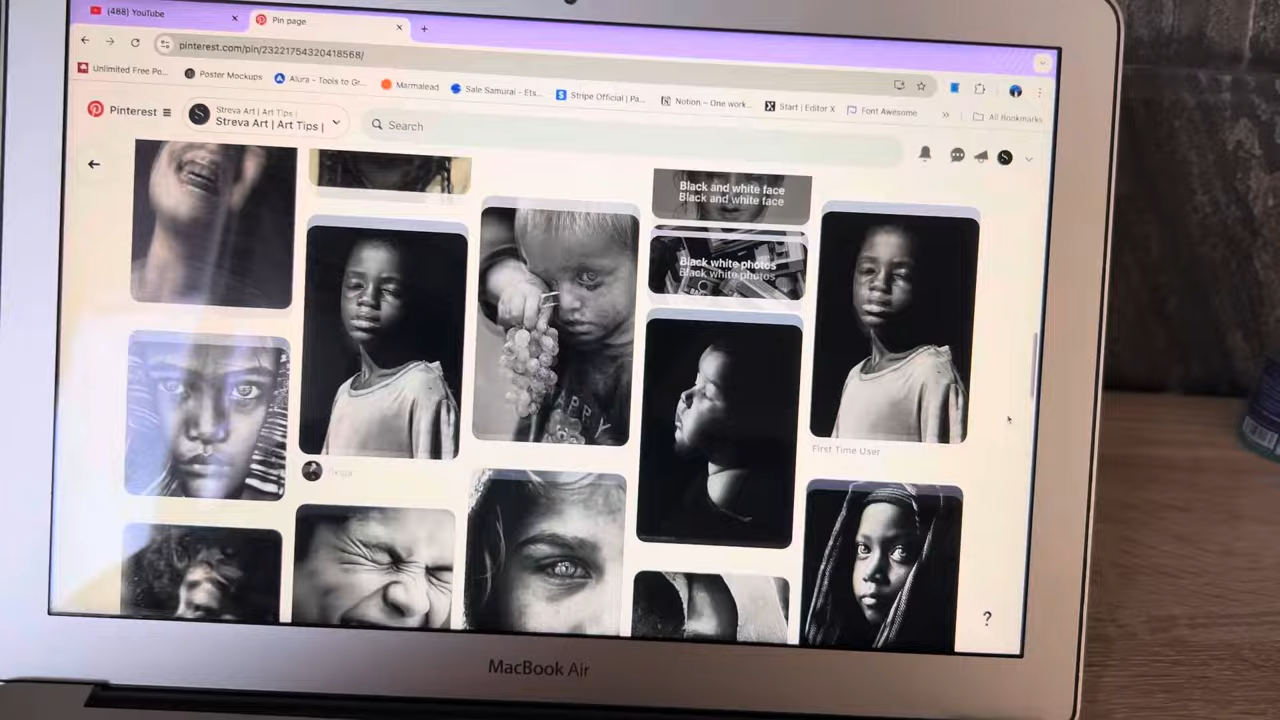 (488) YouTube
Pin page
pinterest.com/pin/23221754320418568/
Unlimited Free Po...
Poster Mockups
Alura - Tools to Gr...
Marmalead
Sale Samurai - Ets...
Stripe Official | Pa...
Notion – One work...
Start | Editor X
Font Awesome
All Bookmarks
Pinterest
Streva Art | Art Tips |
Streva Art | Art Tips |
Search
Black and white face
Black and white face
Black white photos
Black white photos
APPY
First Time User
?
MacBook Air